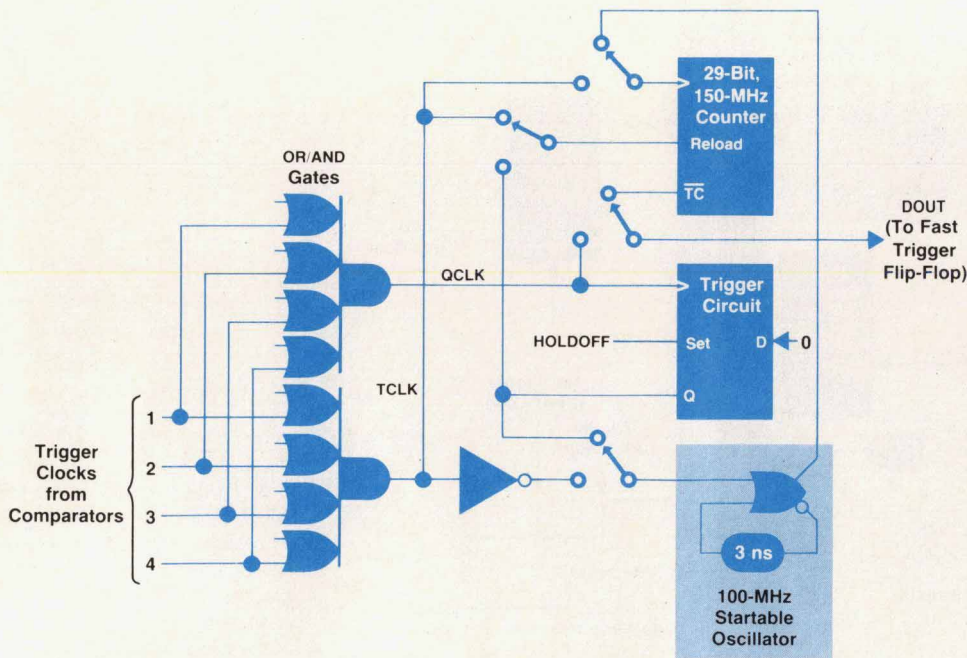 OR/AND
Gates
29-Bit,
150-MHz
Counter
Reload
TC
DOUT
(To Fast
Trigger
Flip-Flop)
QCLK
Trigger
Circuit
HOLDOFF
Set
D
0
Q
TCLK
Trigger
Clocks
from
Comparators
1
2
3
4
3 ns
100-MHz
Startable
Oscillator